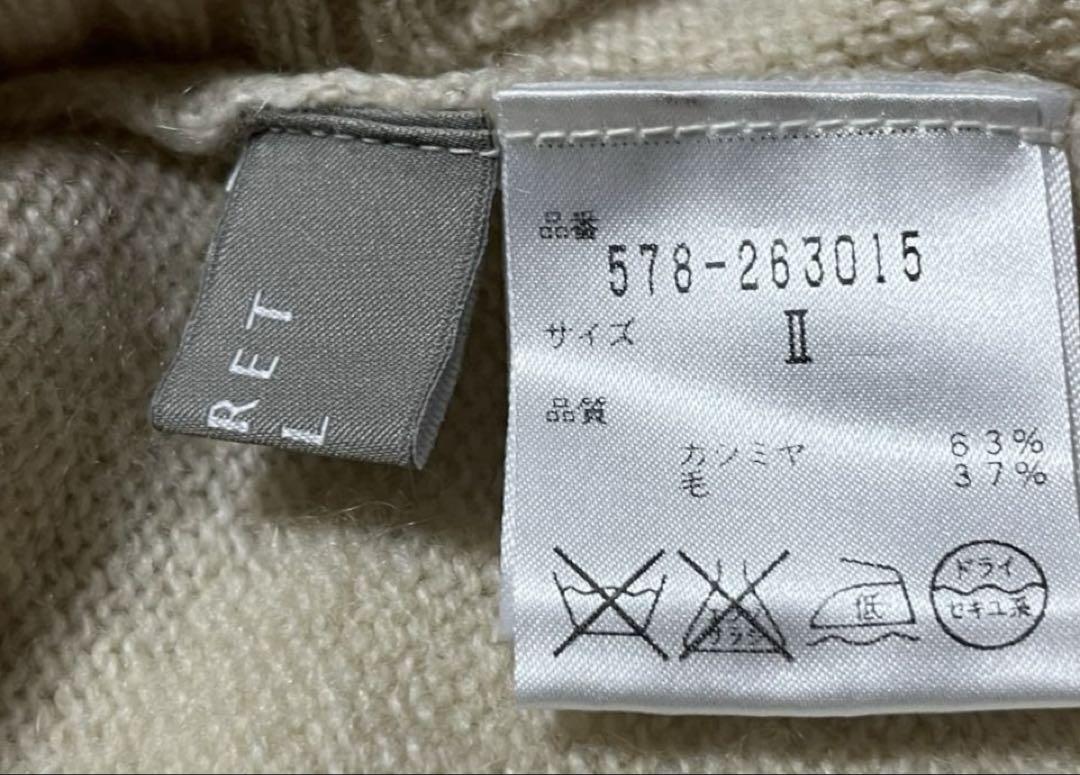 RET
L
品番
578-263015
サイズ
Ⅱ
品質
カシミヤ 63%
毛 37%
低
ドライ
セキユ系